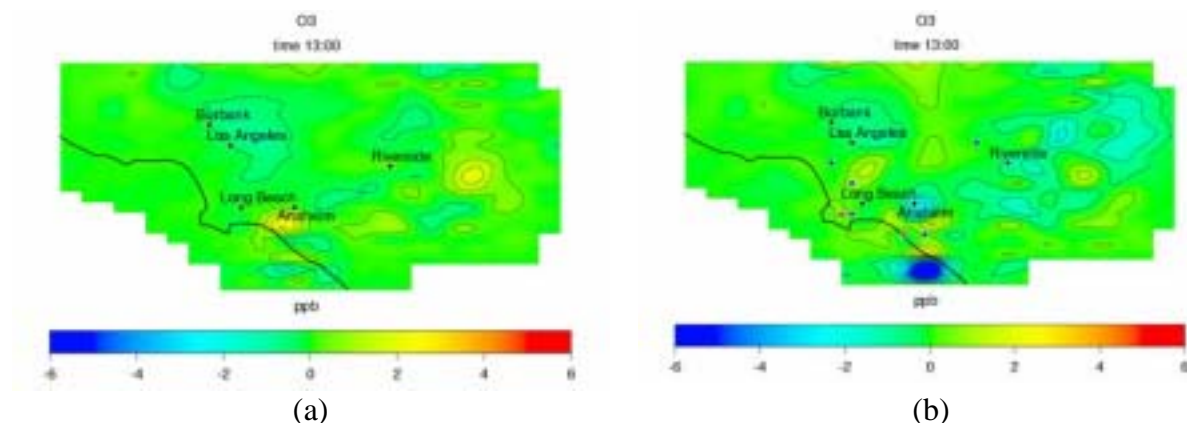 O3
time 13:00
Burbank
Los Angeles
Riverside
Long Beach
Anaheim
ppb
-6 -4 -2 0 2 4 6
(a)
O3
time 13:00
Burbank
Los Angeles
Riverside
Long Beach
Anaheim
ppb
-6 -4 -2 0 2 4 6
(b)